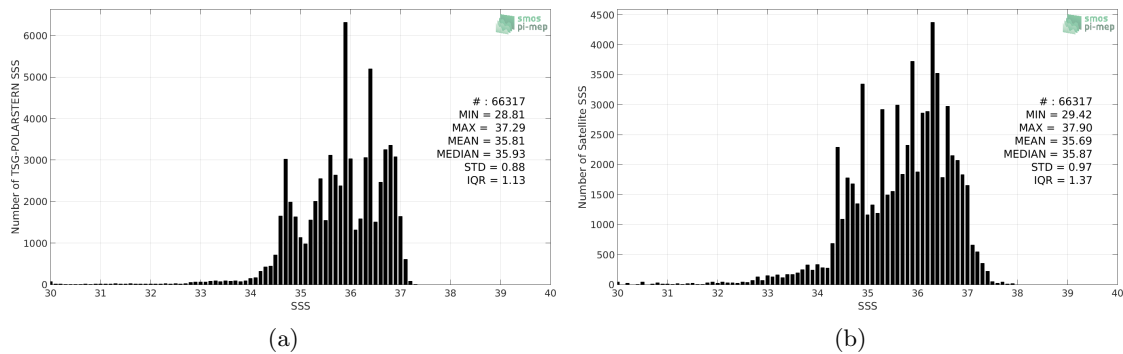 smos
pi-mep
6000
5000
4000
3000
2000
1000
0
Number of TSG-POLARSTERN SSS
# : 66317
MIN = 28.81
MAX = 37.29
MEAN = 35.81
MEDIAN = 35.93
STD = 0.88
IQR = 1.13
30 31 32 33 34 35 36 37 38 39 40
SSS
(a)
smos
pi-mep
4500
4000
3500
3000
2500
2000
1500
1000
500
0
Number of Satellite SSS
# : 66317
MIN = 29.42
MAX = 37.90
MEAN = 35.69
MEDIAN = 35.87
STD = 0.97
IQR = 1.37
30 31 32 33 34 35 36 37 38 39 40
SSS
(b)